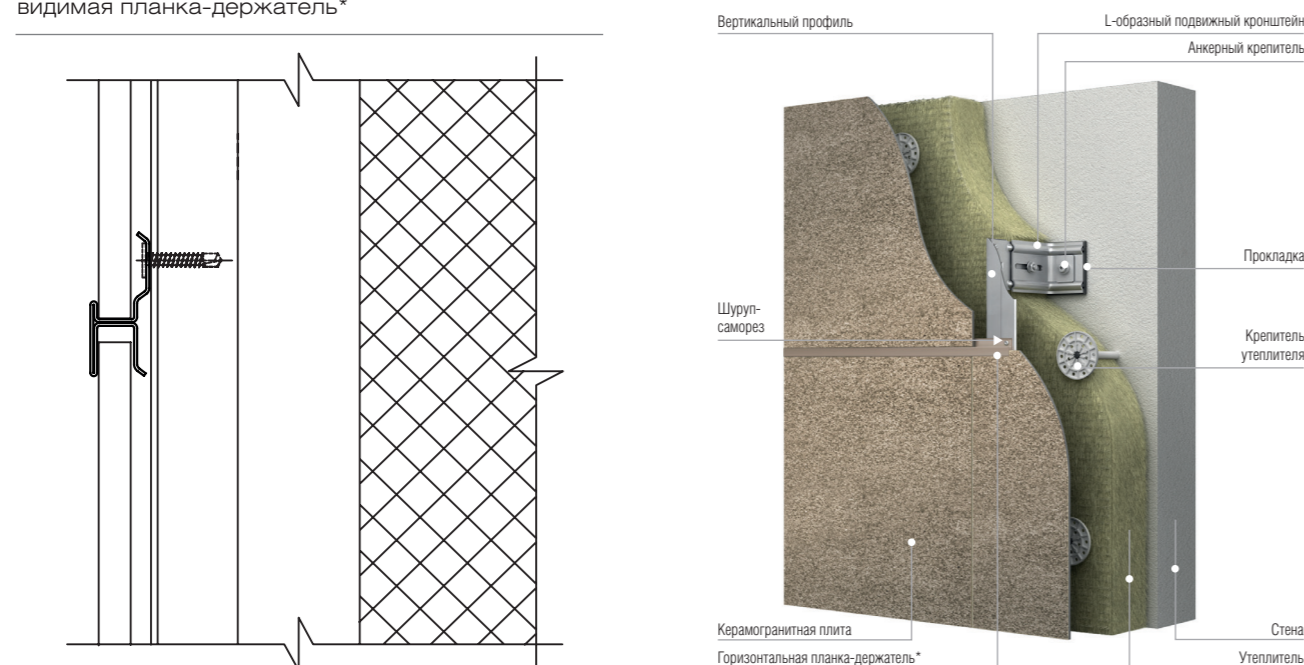 видимая планка-держатель*
Вертикальный профиль
L-образный подвижный кронштейн
Анкерный крепитель
Прокладка
Шуруп-
саморез
Крепитель
утеплителя
Керамогранитная плита
Стена
Горизонтальная планка-держатель*
Утеплитель